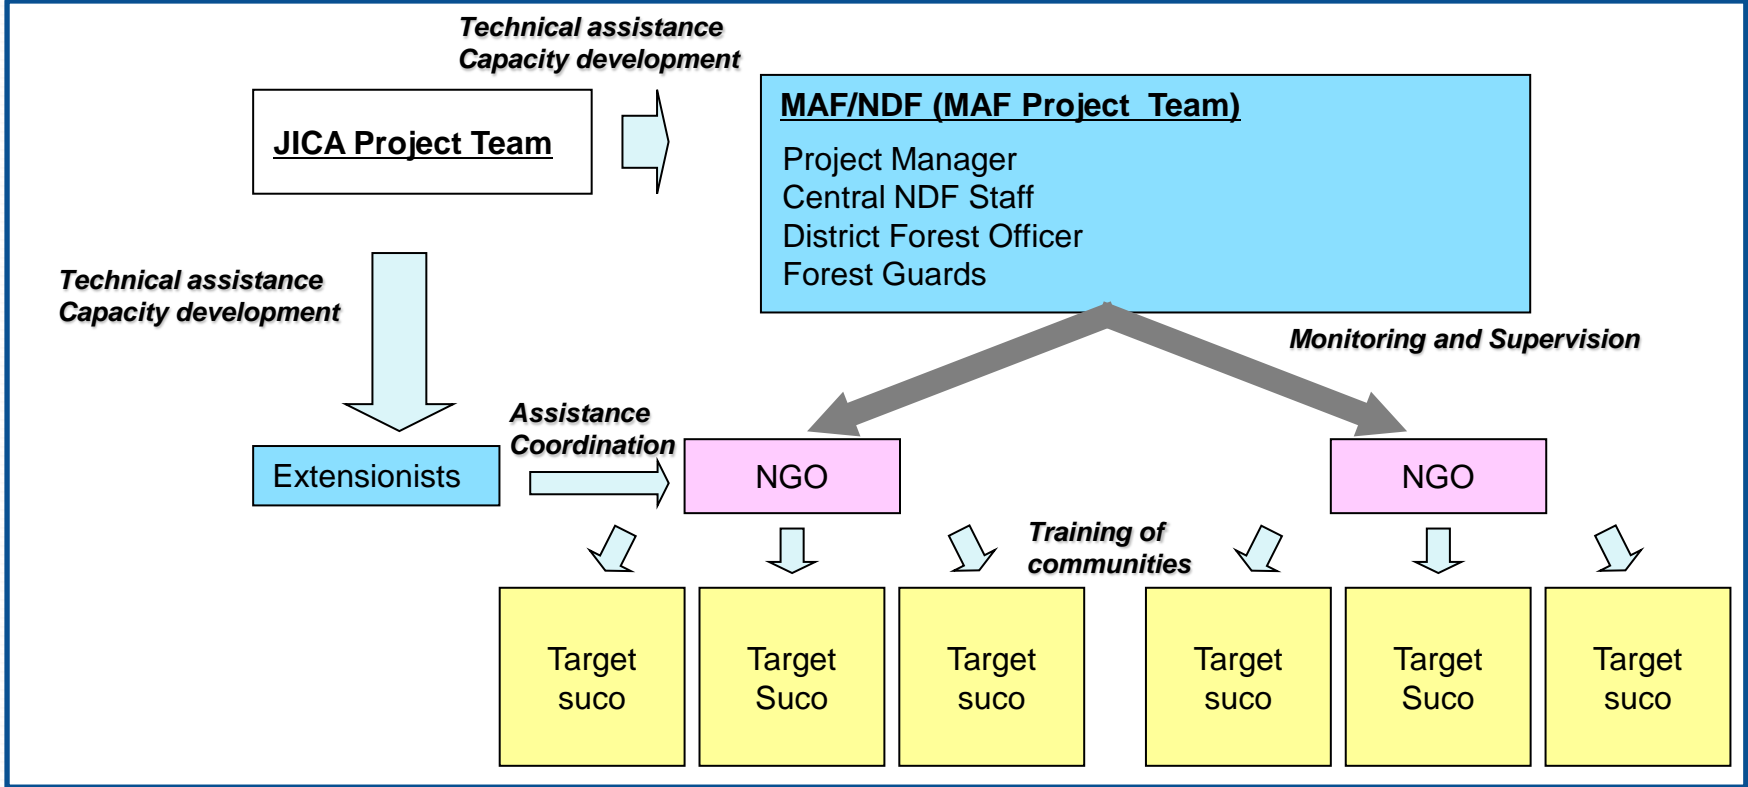 Technical assistance
Capacity development
JICA Project Team
MAF/NDF (MAF Project  Team)
Project Manager
Central NDF Staff
District Forest Officer
Forest Guards
Technical assistance
Capacity development
Monitoring and Supervision
Assistance
Coordination
Extensionists
NGO
NGO
Training of
communities
Target
suco
Target
Suco
Target
suco
Target
suco
Target
Suco
Target
suco